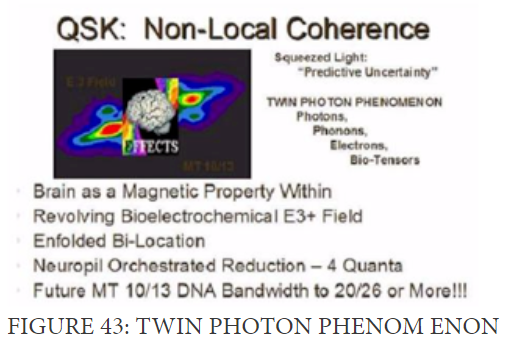 QSK: Non-Local Coherence
Squeezed Light:
"Predictive Uncertainty"
E 3 Field
TWIN PHOTON PHENOMENON
Photons,
Phonons,
Electrons,
Bio-Tensors
EFFECTS
MT 10/13
Brain as a Magnetic Property Within
Revolving Bioelectrochemical E3+ Field
Enfolded Bi-Location
Neuropil Orchestrated Reduction – 4 Quanta
Future MT 10/13 DNA Bandwidth to 20/26 or More!!!
FIGURE 43: TWIN PHOTON PHENOM ENON